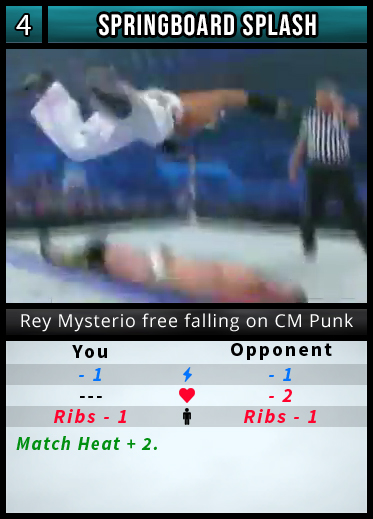 4 SPRINGBOARD SPLASH
Rey Mysterio free falling on CM Punk
You Opponent
- 1 - 1
--- - 2
Ribs - 1 Ribs - 1
Match Heat + 2.